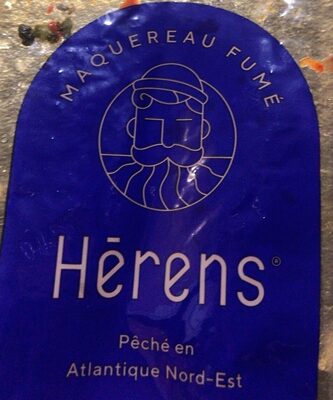 MAQUEREAU FUMÉ
Hērens®
Pêché en
Atlantique Nord-Est